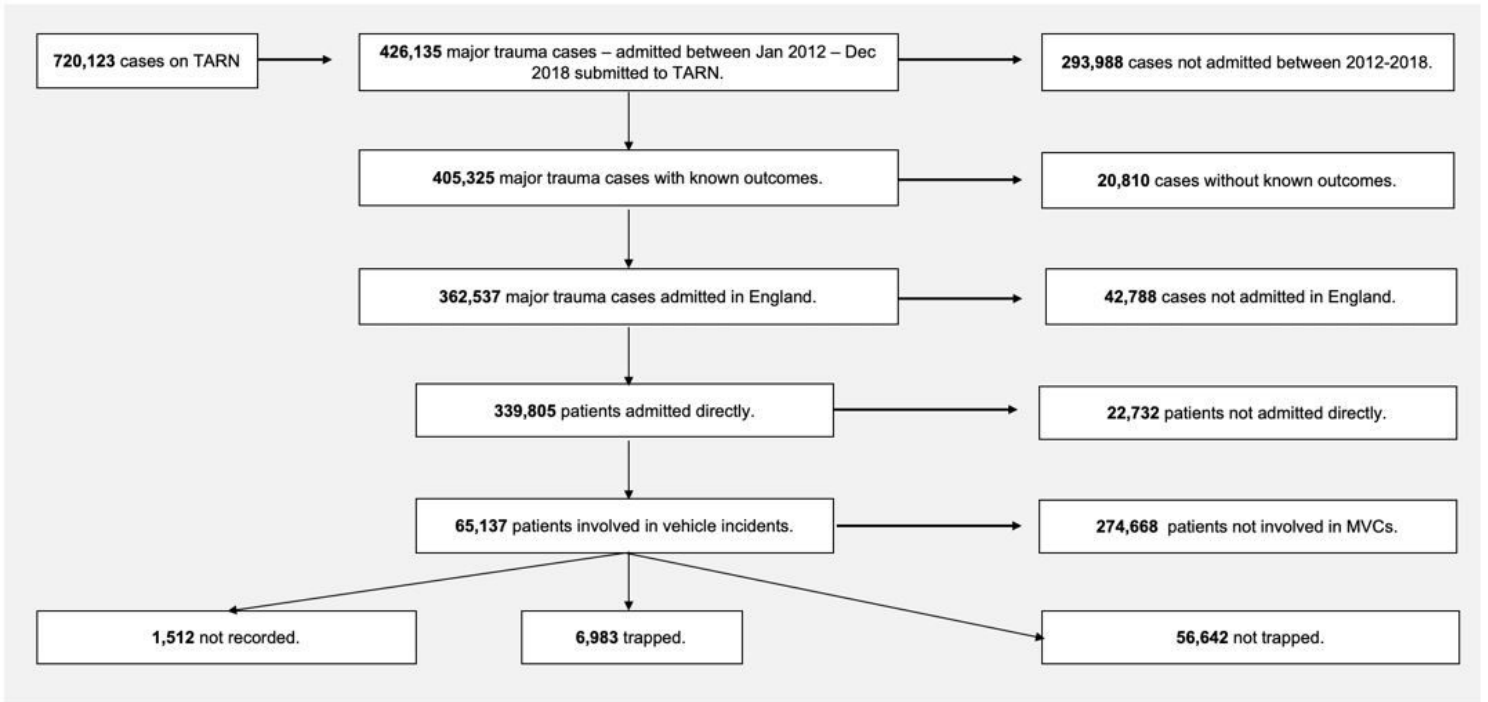 720,123 cases on TARN
426,135 major trauma cases – admitted between Jan 2012 – Dec
2018 submitted to TARN.
293,988 cases not admitted between 2012-2018.
405,325 major trauma cases with known outcomes.
20,810 cases without known outcomes.
362,537 major trauma cases admitted in England.
42,788 cases not admitted in England.
339,805 patients admitted directly.
22,732 patients not admitted directly.
65,137 patients involved in vehicle incidents.
274,668 patients not involved in MVCs.
1,512 not recorded.
6,983 trapped.
56,642 not trapped.